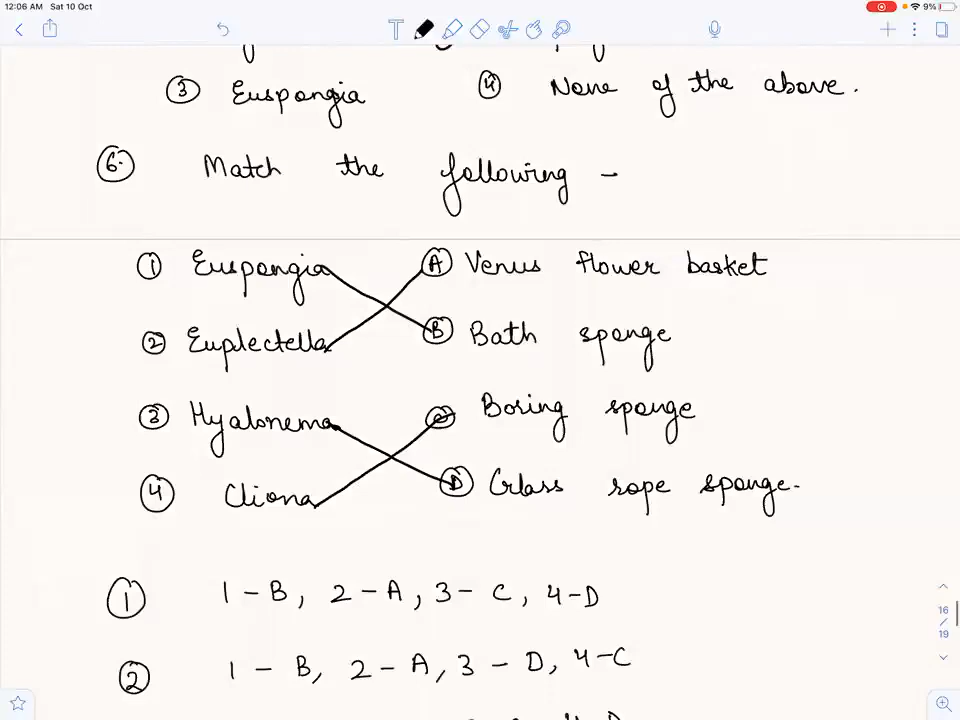 12:06 AM Sat 10 Oct 9%
③ Euspongia ④ None of the above.
⑥ Match the following -
① Euspongia Ⓐ Venus flower basket
② Euplectella Ⓑ Bath sponge
③ Hyalonema Ⓒ Boring sponge
④ Cliona Ⓓ Glass rope sponge.
① 1 - B, 2 - A, 3 - C, 4-D
② 1 - B, 2 - A, 3 - D, 4-C
16
/
19